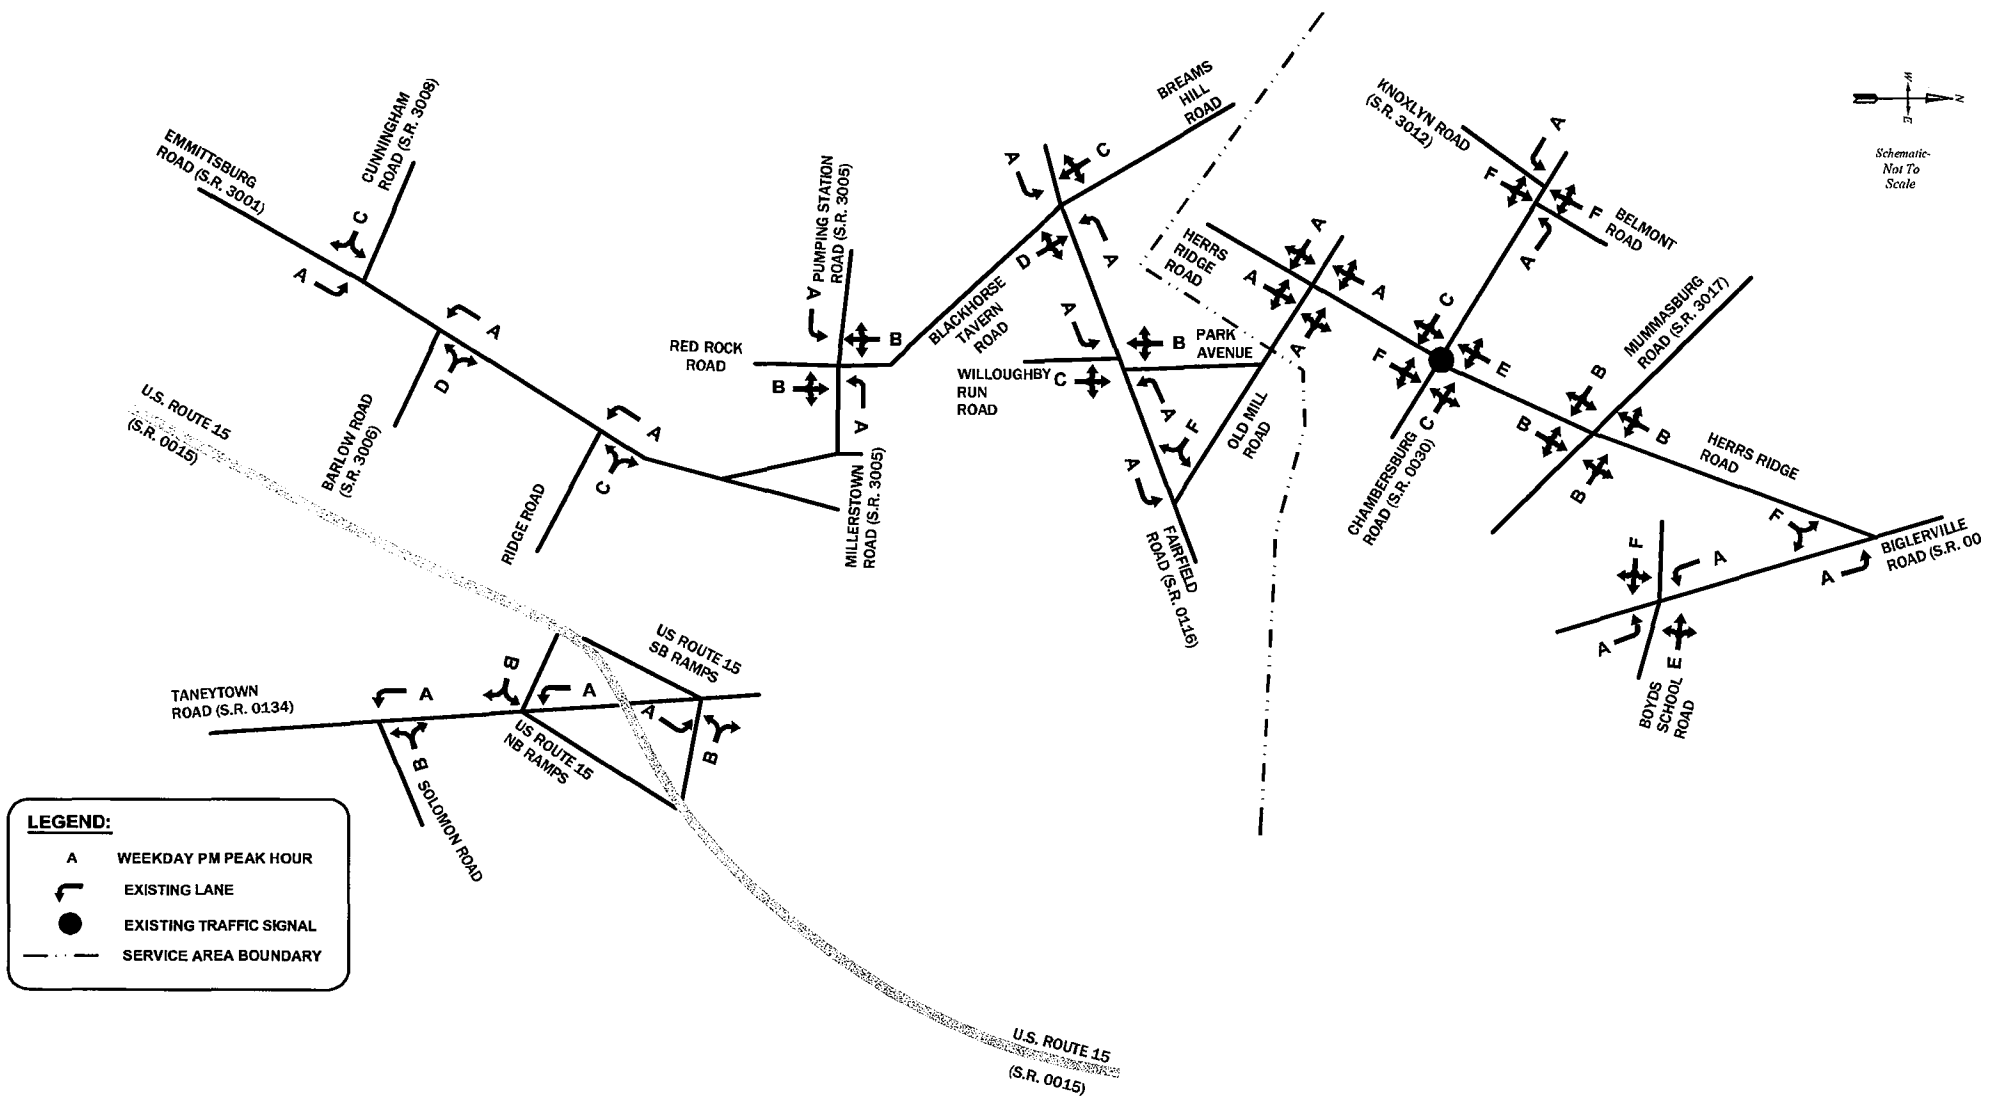 EMMITTSBURG
ROAD (S.R. 3001)
CUNNINGHAM
ROAD (S.R. 3008)
C
A
A
D
BARLOW ROAD
(S.R. 3006)
A
C
RIDGE ROAD
U.S. ROUTE 15
(S.R. 0015)
PUMPING STATION
ROAD (S.R. 3005)
A
B
RED ROCK
ROAD
B
A
MILLERSTOWN
ROAD (S.R. 3005)
BREAMS
HILL
ROAD
A
C
D
A
BLACKHORSE
TAVERN
ROAD
A
B
WILLOUGHBY
RUN
ROAD
C
A
PARK
AVENUE
F
A
OLD MILL
ROAD
FAIRFIELD
ROAD (S.R. 0116)
HERRS
RIDGE
ROAD
A
A
A
A
KNOXLYN ROAD
(S.R. 3012)
A
F
F
A
BELMONT
ROAD
C
F
E
C
CHAMBERSBURG
ROAD (S.R. 0030)
MUMMASBURG
ROAD (S.R. 3017)
B
B
B
B
HERRS RIDGE
ROAD
F
A
BIGLERVILLE
ROAD (S.R. 00
F
A
A
E
BOYDS
SCHOOL
ROAD
W
N
E
Schematic-
Not To
Scale
TANEYTOWN
ROAD (S.R. 0134)
A
B
SOLOMON ROAD
B
A
US ROUTE 15
NB RAMPS
US ROUTE 15
SB RAMPS
A
B
U.S. ROUTE 15
(S.R. 0015)
LEGEND:
A WEEKDAY PM PEAK HOUR
EXISTING LANE
EXISTING TRAFFIC SIGNAL
SERVICE AREA BOUNDARY